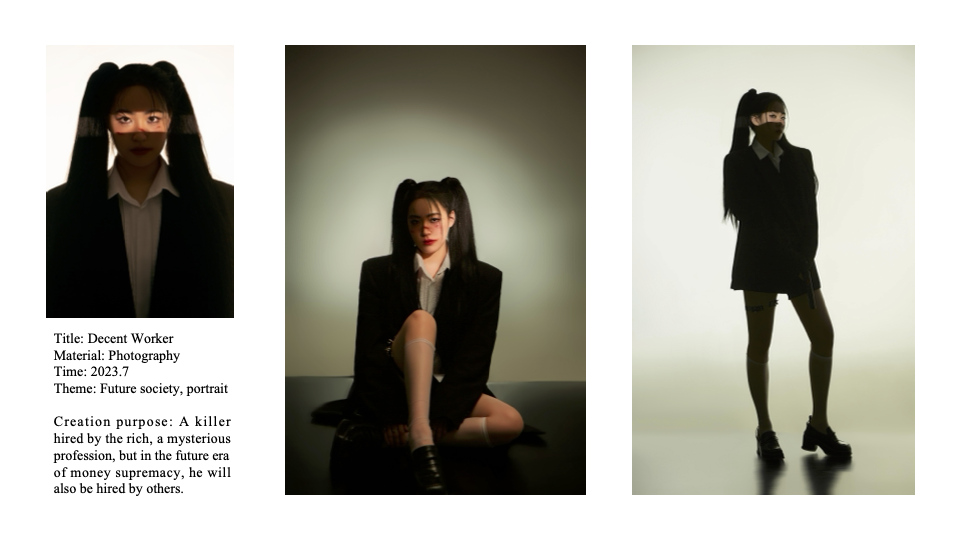 Title: Decent Worker
Material: Photography
Time: 2023.7
Theme: Future society, portrait
Creation purpose: A killer
hired by the rich, a mysterious
profession, but in the future era
of money supremacy, he will
also be hired by others.